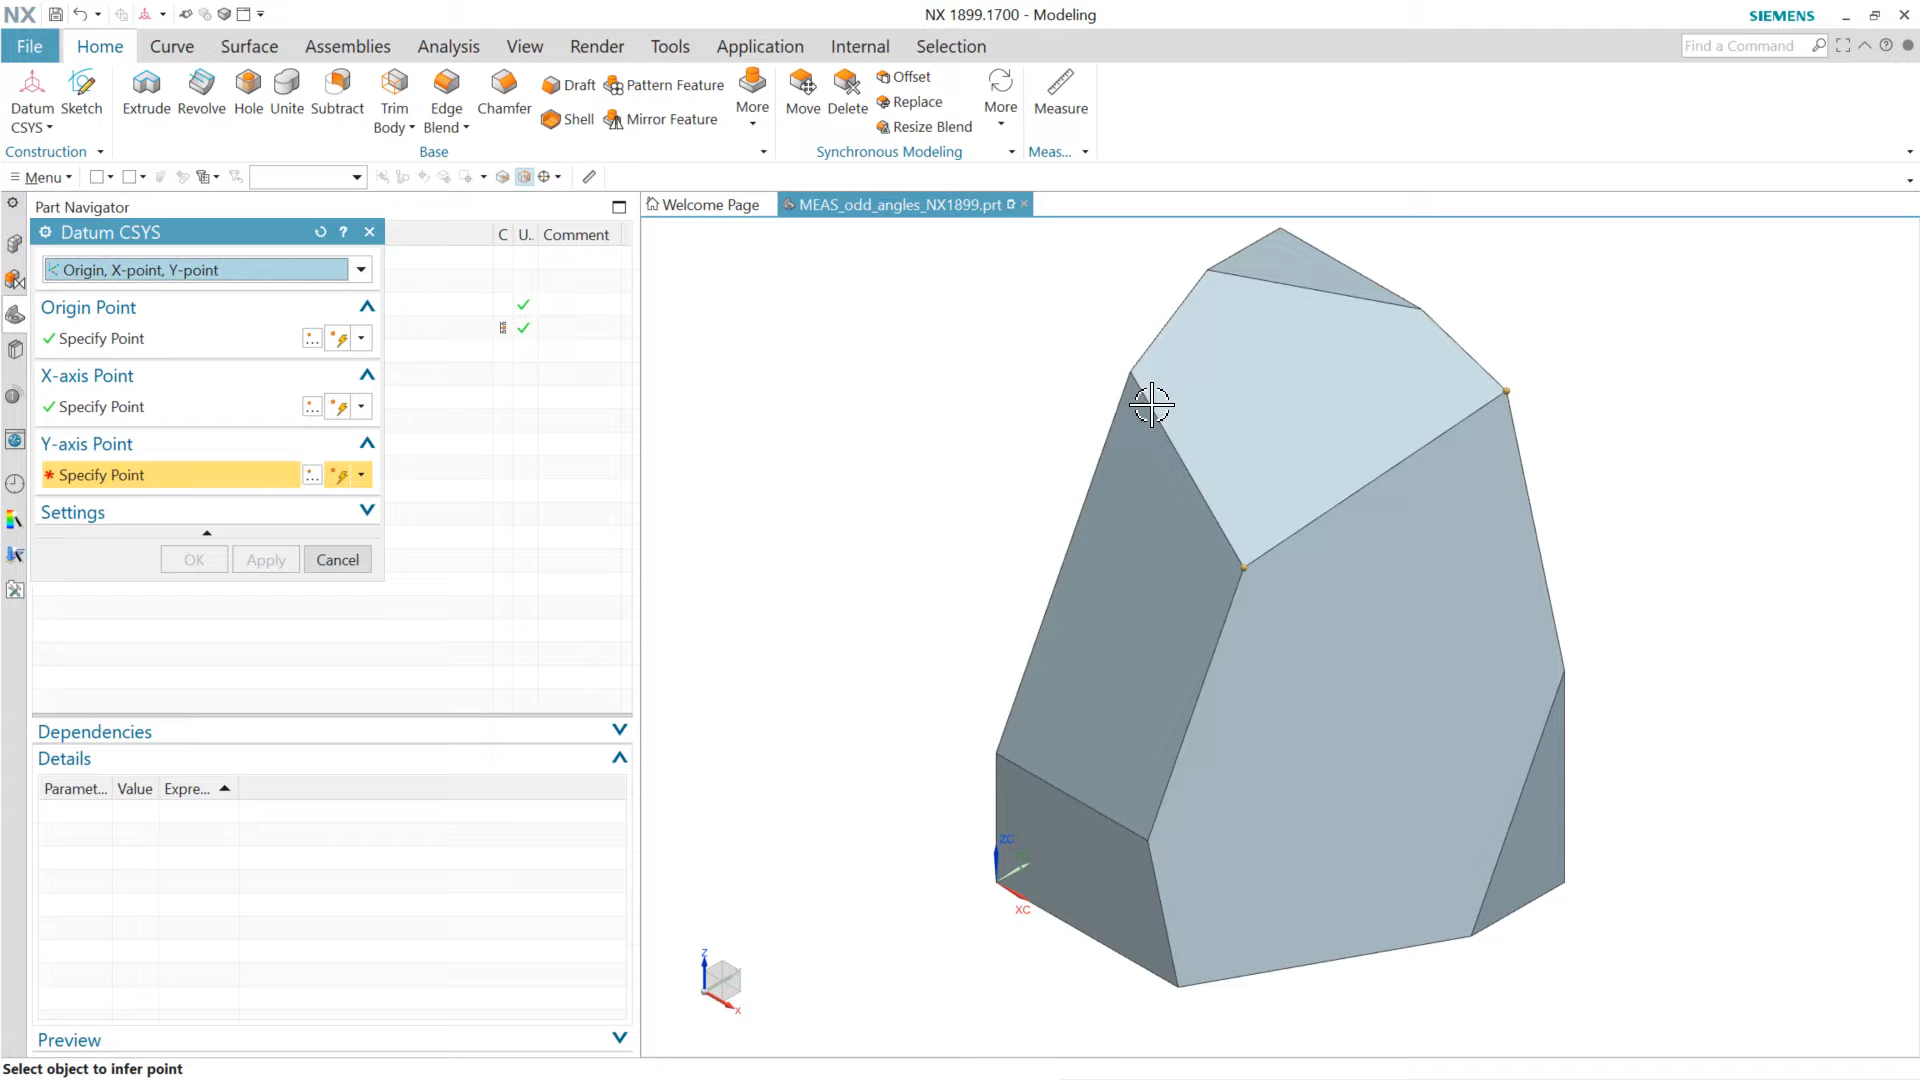 NX
NX 1899.1700 - Modeling
SIEMENS
File
Home
Curve
Surface
Assemblies
Analysis
View
Render
Tools
Application
Internal
Selection
Find a Command
Datum CSYS
Sketch
Extrude
Revolve
Hole
Unite
Subtract
Trim Body
Edge Blend
Chamfer
Draft
Shell
Pattern Feature
Mirror Feature
More
Move
Delete
Offset
Replace
Resize Blend
More
Measure
Construction
Base
Synchronous Modeling
Meas...
Menu
Part Navigator
Welcome Page
MEAS_odd_angles_NX1899.prt
Datum CSYS
?
C
U..
Comment
Origin, X-point, Y-point
Origin Point
Specify Point
X-axis Point
Specify Point
Y-axis Point
* Specify Point
Settings
OK
Apply
Cancel
Dependencies
Details
Paramet...
Value
Expre...
Preview
ZC
XC
Z
X
Select object to infer point